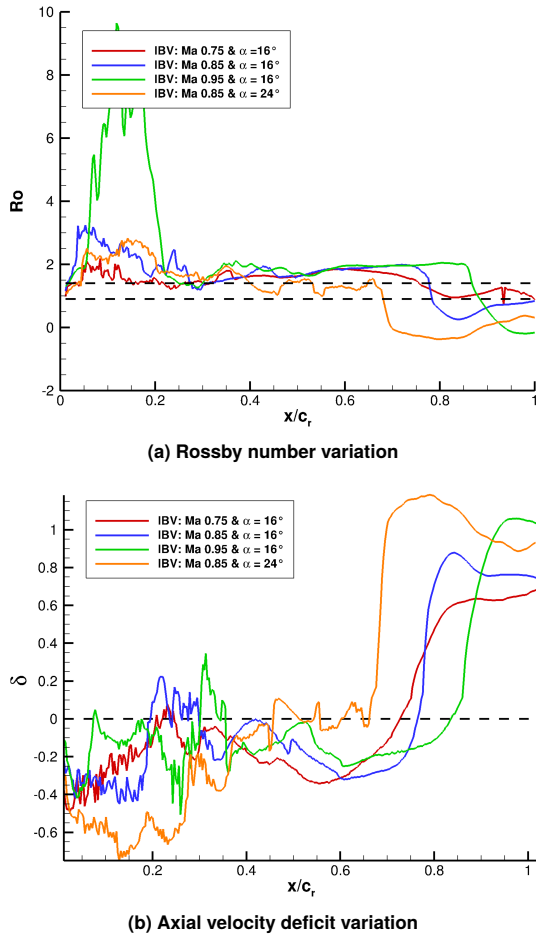 10
8
6
4
2
0
-2
Ro
IBV: Ma 0.75 & α =16°
IBV: Ma 0.85 & α = 16°
IBV: Ma 0.95 & α = 16°
IBV: Ma 0.85 & α = 24°
0 0.2 0.4 0.6 0.8 1
x/cr
(a) Rossby number variation
1
0.8
0.6
0.4
0.2
0
-0.2
-0.4
-0.6
δ
IBV: Ma 0.75 & α = 16°
IBV: Ma 0.85 & α = 16°
IBV: Ma 0.95 & α = 16°
IBV: Ma 0.85 & α = 24°
0.2 0.4 0.6 0.8 1
x/cr
(b) Axial velocity deficit variation